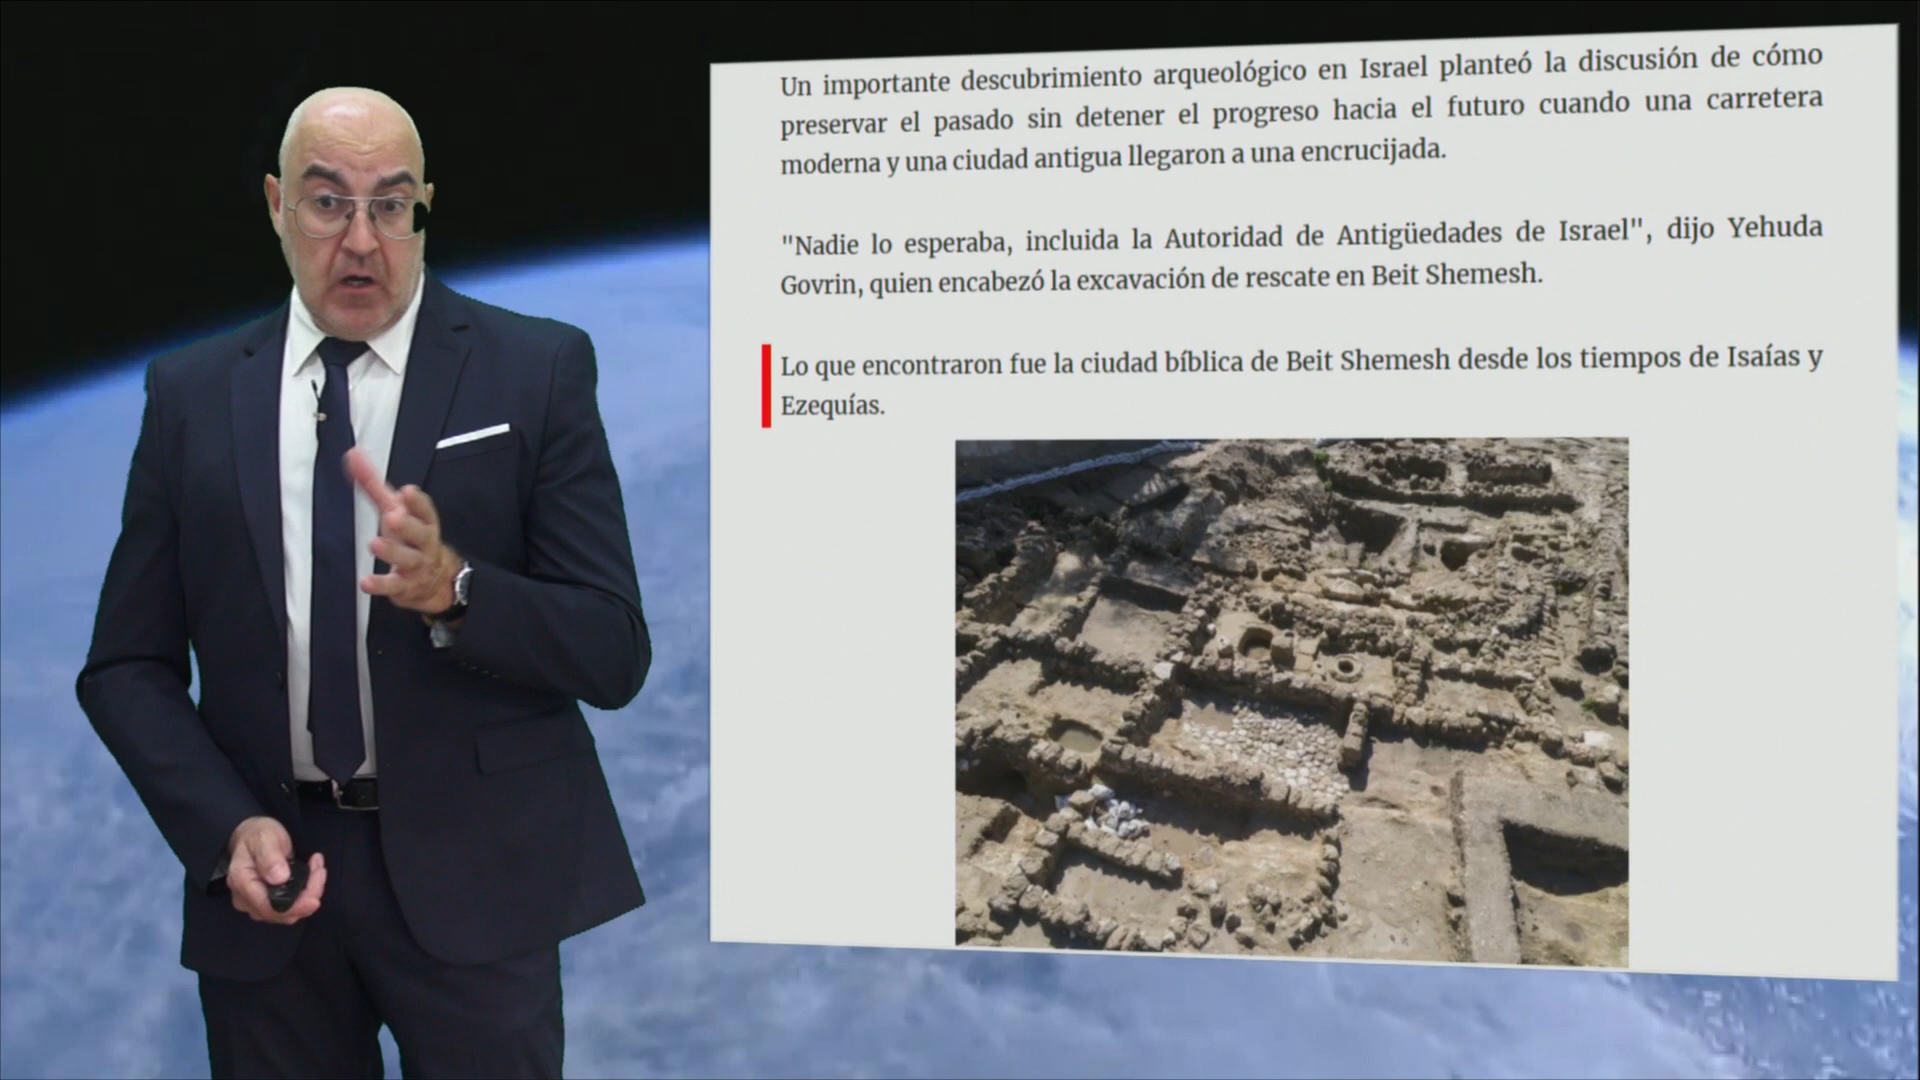 Un importante descubrimiento arqueológico en Israel planteó la discusión de cómo
preservar el pasado sin detener el progreso hacia el futuro cuando una carretera
moderna y una ciudad antigua llegaron a una encrucijada.
"Nadie lo esperaba, incluida la Autoridad de Antigüedades de Israel", dijo Yehuda
Govrin, quien encabezó la excavación de rescate en Beit Shemesh.
Lo que encontraron fue la ciudad bíblica de Beit Shemesh desde los tiempos de Isaías y
Ezequías.